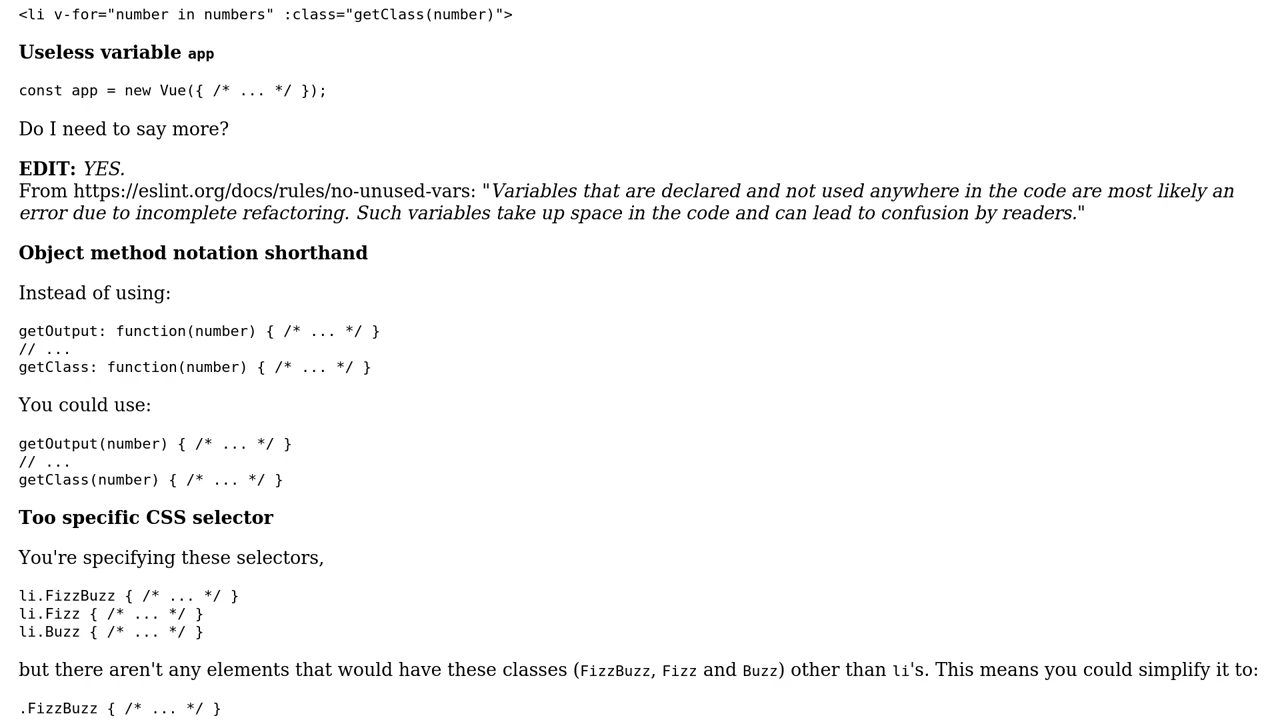 <li v-for="number in numbers" :class="getClass(number)">
Useless variable app
const app = new Vue({ /* ... */ });
Do I need to say more?
EDIT: YES.
From https://eslint.org/docs/rules/no-unused-vars: "Variables that are declared and not used anywhere in the code are most likely an
error due to incomplete refactoring. Such variables take up space in the code and can lead to confusion by readers."
Object method notation shorthand
Instead of using:
getOutput: function(number) { /* ... */ }
// ...
getClass: function(number) { /* ... */ }
You could use:
getOutput(number) { /* ... */ }
// ...
getClass(number) { /* ... */ }
Too specific CSS selector
You're specifying these selectors,
li.FizzBuzz { /* ... */ }
li.Fizz { /* ... */ }
li.Buzz { /* ... */ }
but there aren't any elements that would have these classes (FizzBuzz, Fizz and Buzz) other than li's. This means you could simplify it to:
.FizzBuzz { /* ... */ }